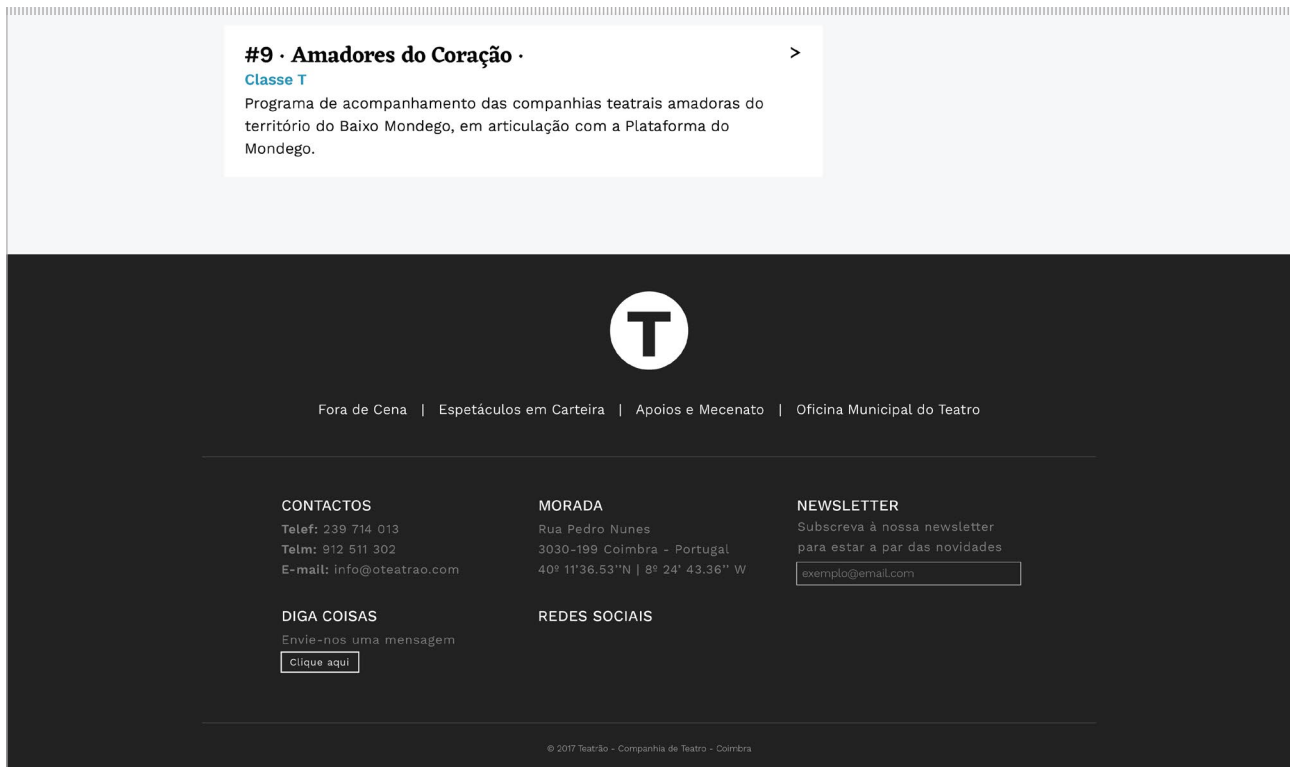 #9 · Amadores do Coração ·
>
Classe T
Programa de acompanhamento das companhias teatrais amadoras do
território do Baixo Mondego, em articulação com a Plataforma do
Mondego.
T
Fora de Cena | Espetáculos em Carteira | Apoios e Mecenato | Oficina Municipal do Teatro
CONTACTOS
Telef: 239 714 013
Telm: 912 511 302
E-mail: info@oteatrao.com
MORADA
Rua Pedro Nunes
3030-199 Coimbra - Portugal
40º 11'36.53''N | 8º 24' 43.36'' W
NEWSLETTER
Subscreva à nossa newsletter
para estar a par das novidades
exemplo@email.com
DIGA COISAS
Envie-nos uma mensagem
Clique aqui
REDES SOCIAIS
© 2017 Teatrão - Companhia de Teatro - Coimbra